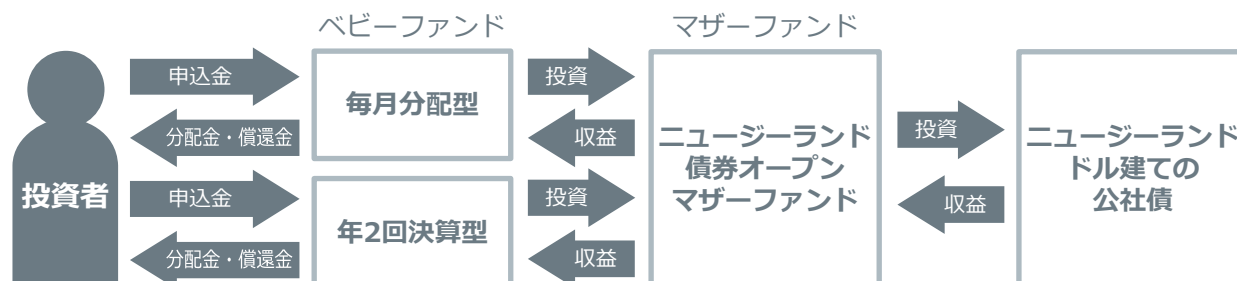 ベビーファンド
マザーファンド
投資者
申込金
分配金・償還金
申込金
分配金・償還金
毎月分配型
年2回決算型
投資
収益
投資
収益
ニュージーランド
債券オープン
マザーファンド
投資
収益
ニュージーランド
ドル建ての
公社債